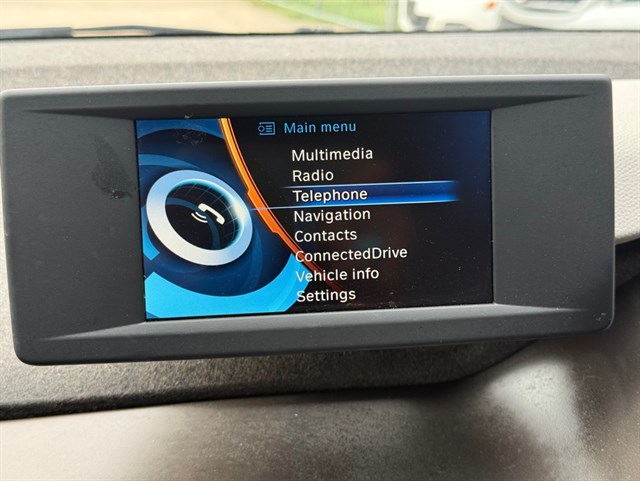 Main menu
Multimedia
Radio
Telephone
Navigation
Contacts
ConnectedDrive
Vehicle info
Settings